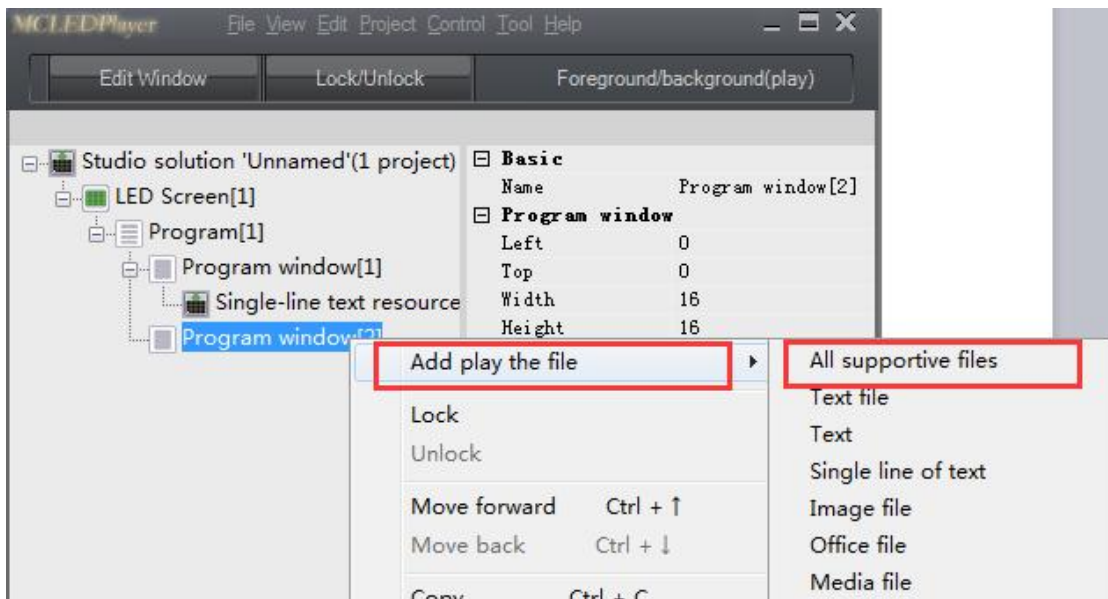 MCLEDPlayer File View Edit Project Control Tool Help
Edit Window Lock/Unlock Foreground/background(play)
Studio solution 'Unnamed'(1 project)
LED Screen[1]
Program[1]
Program window[1]
Single-line text resource
Program window[2]
Basic
Name Program window[2]
Program window
Left 0
Top 0
Width 16
Height 16
Add play the file
Lock
Unlock
Move forward Ctrl + ↑
Move back Ctrl + ↓
Copy Ctrl + C
All supportive files
Text file
Text
Single line of text
Image file
Office file
Media file